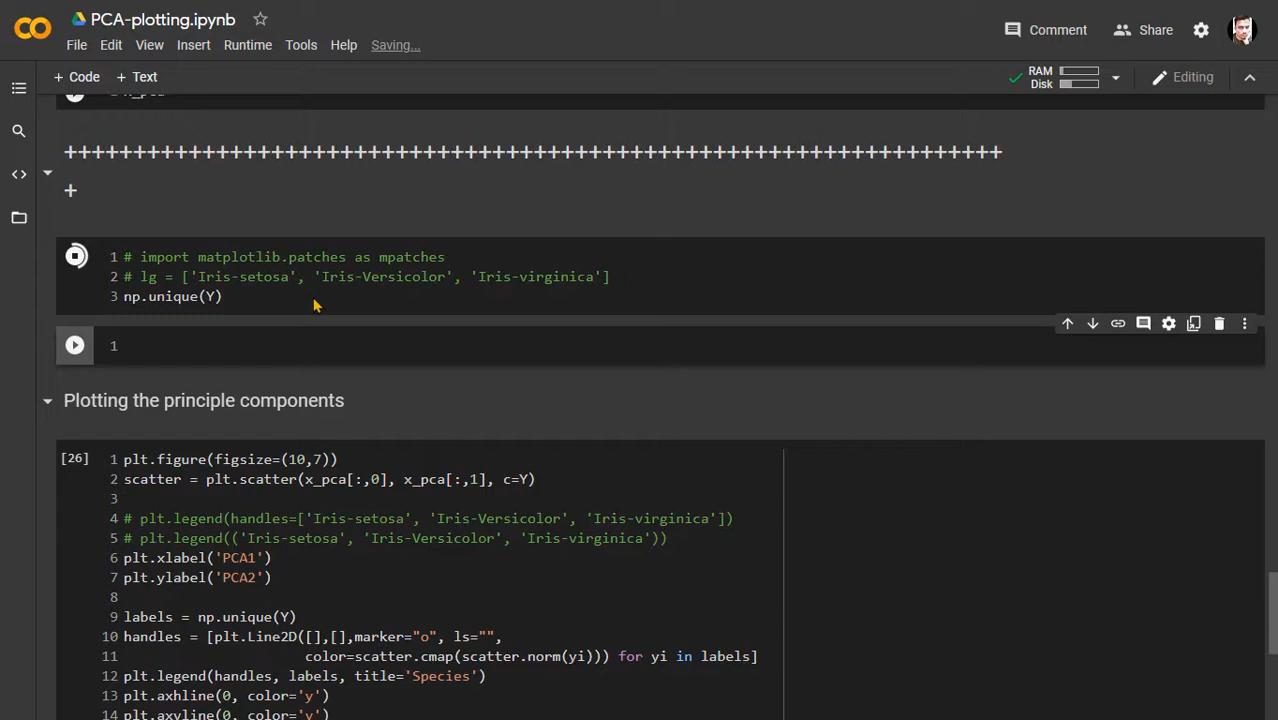 PCA-plotting.ipynb
Comment
Share
File Edit View Insert Runtime Tools Help Saving...
+ Code + Text
RAM
Disk
Editing
++++++++++++++++++++++++++++++++++++++++++++++++++++++++++++++++++++
+
1 # import matplotlib.patches as mpatches
2 # lg = ['Iris-setosa', 'Iris-Versicolor', 'Iris-virginica']
3 np.unique(Y)
1
Plotting the principle components
[26]
1 plt.figure(figsize=(10,7))
2 scatter = plt.scatter(x_pca[:,0], x_pca[:,1], c=Y)
3
4 # plt.legend(handles=['Iris-setosa', 'Iris-Versicolor', 'Iris-virginica'])
5 # plt.legend(('Iris-setosa', 'Iris-Versicolor', 'Iris-virginica'))
6 plt.xlabel('PCA1')
7 plt.ylabel('PCA2')
8
9 labels = np.unique(Y)
10 handles = [plt.Line2D([],[],marker="o", ls="",
11 color=scatter.cmap(scatter.norm(yi))) for yi in labels]
12 plt.legend(handles, labels, title='Species')
13 plt.axhline(0, color='y')
14 plt.axvline(0, color='y')